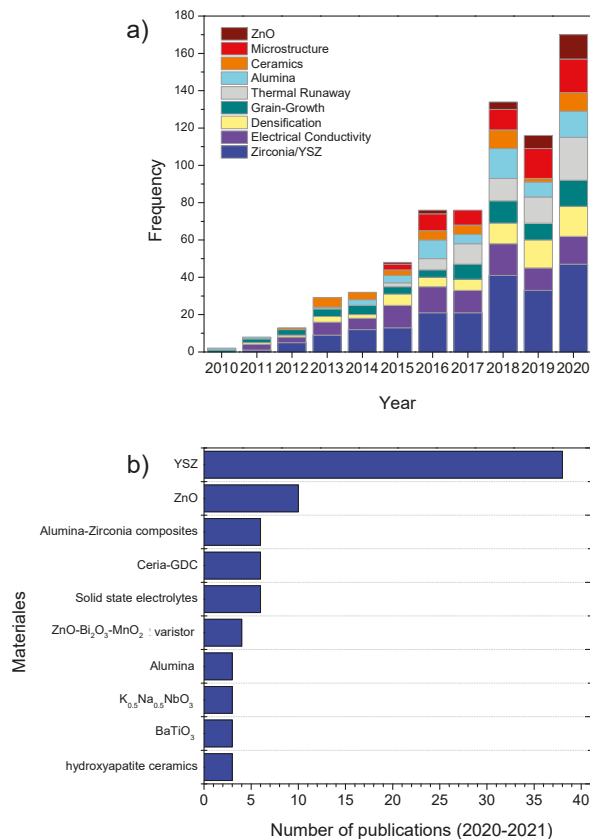 a)
180
160
140
120
100
80
60
40
20
0
Frequency
ZnO
Microstructure
Ceramics
Alumina
Thermal Runaway
Grain-Growth
Densification
Electrical Conductivity
Zirconia/YSZ
2010 2011 2012 2013 2014 2015 2016 2017 2018 2019 2020
Year
b)
Materiales
YSZ
ZnO
Alumina-Zirconia composites
Ceria-GDC
Solid state electrolytes
ZnO-Bi₂O₃-MnO₂ varistor
Alumina
K₀.₅Na₀.₅NbO₃
BaTiO₃
hydroxyapatite ceramics
0 5 10 15 20 25 30 35 40
Number of publications (2020-2021)